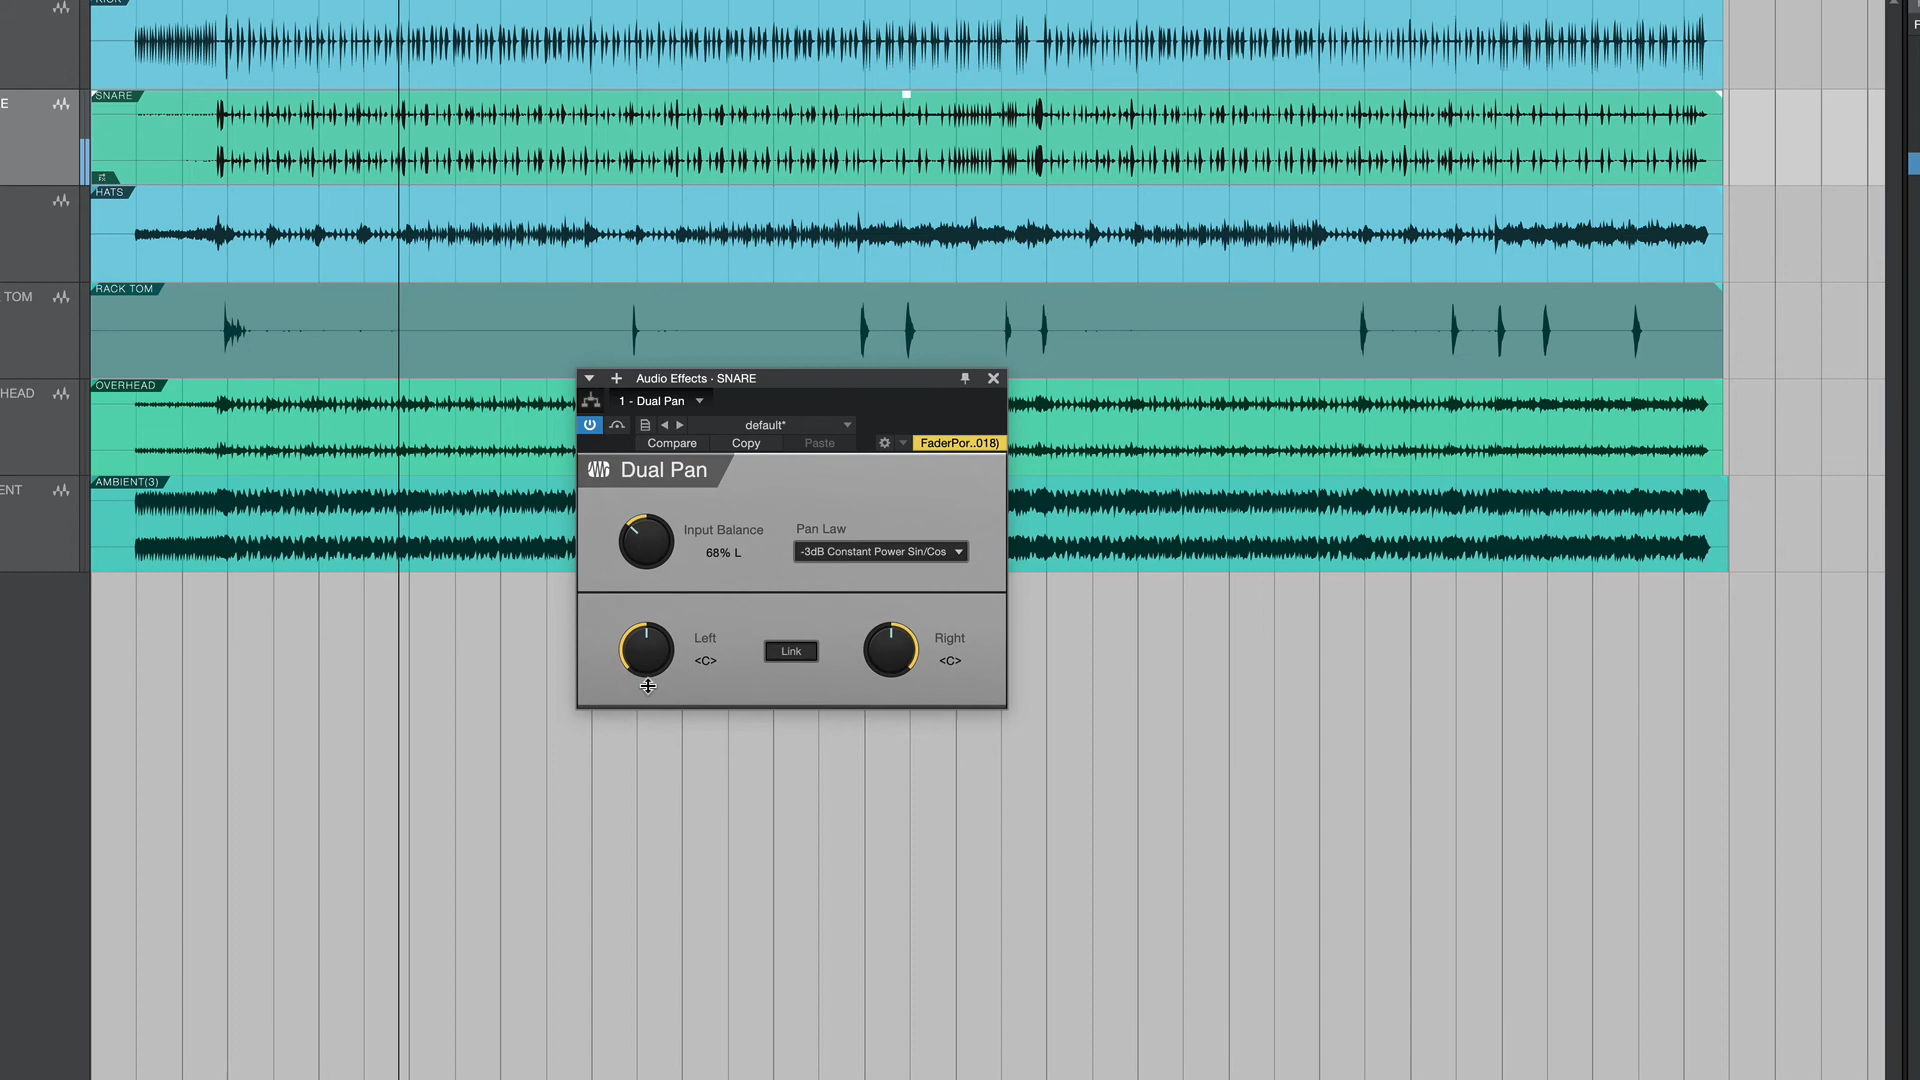 KICK
E
SNARE
HATS
TOM
RACK TOM
HEAD
OVERHEAD
ENT
AMBIENT(3)
Audio Effects · SNARE
1 - Dual Pan
default*
Compare
Copy
Paste
FaderPor..018)
Dual Pan
Input Balance
68% L
Pan Law
-3dB Constant Power Sin/Cos
Left
<C>
Link
Right
<C>
F